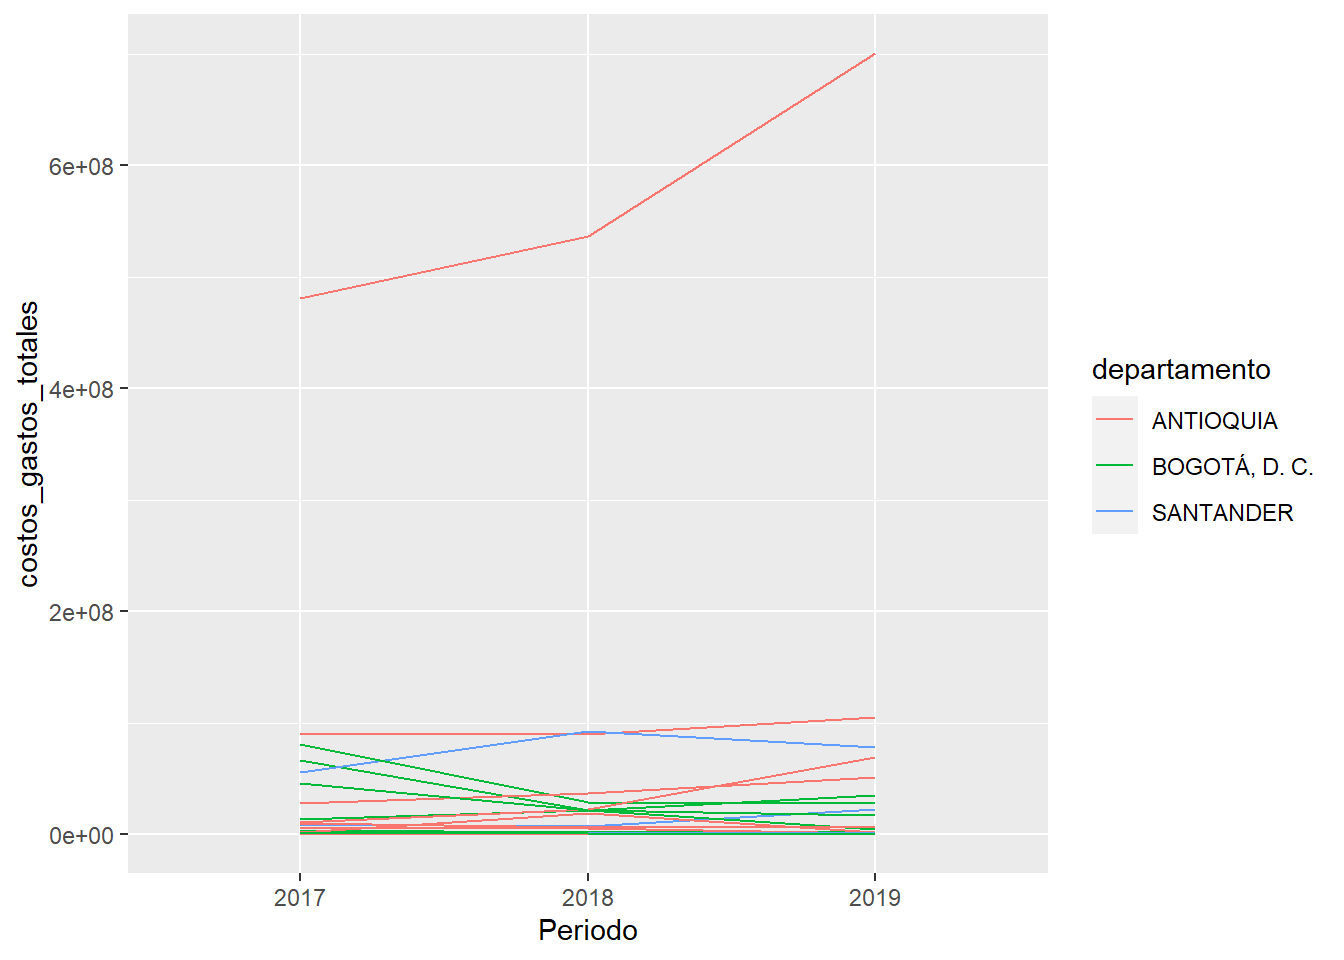 costos_gastos_totales
6e+08
4e+08
2e+08
0e+00
2017 2018 2019
Periodo
departamento
ANTIOQUIA
BOGOTÁ, D. C.
SANTANDER